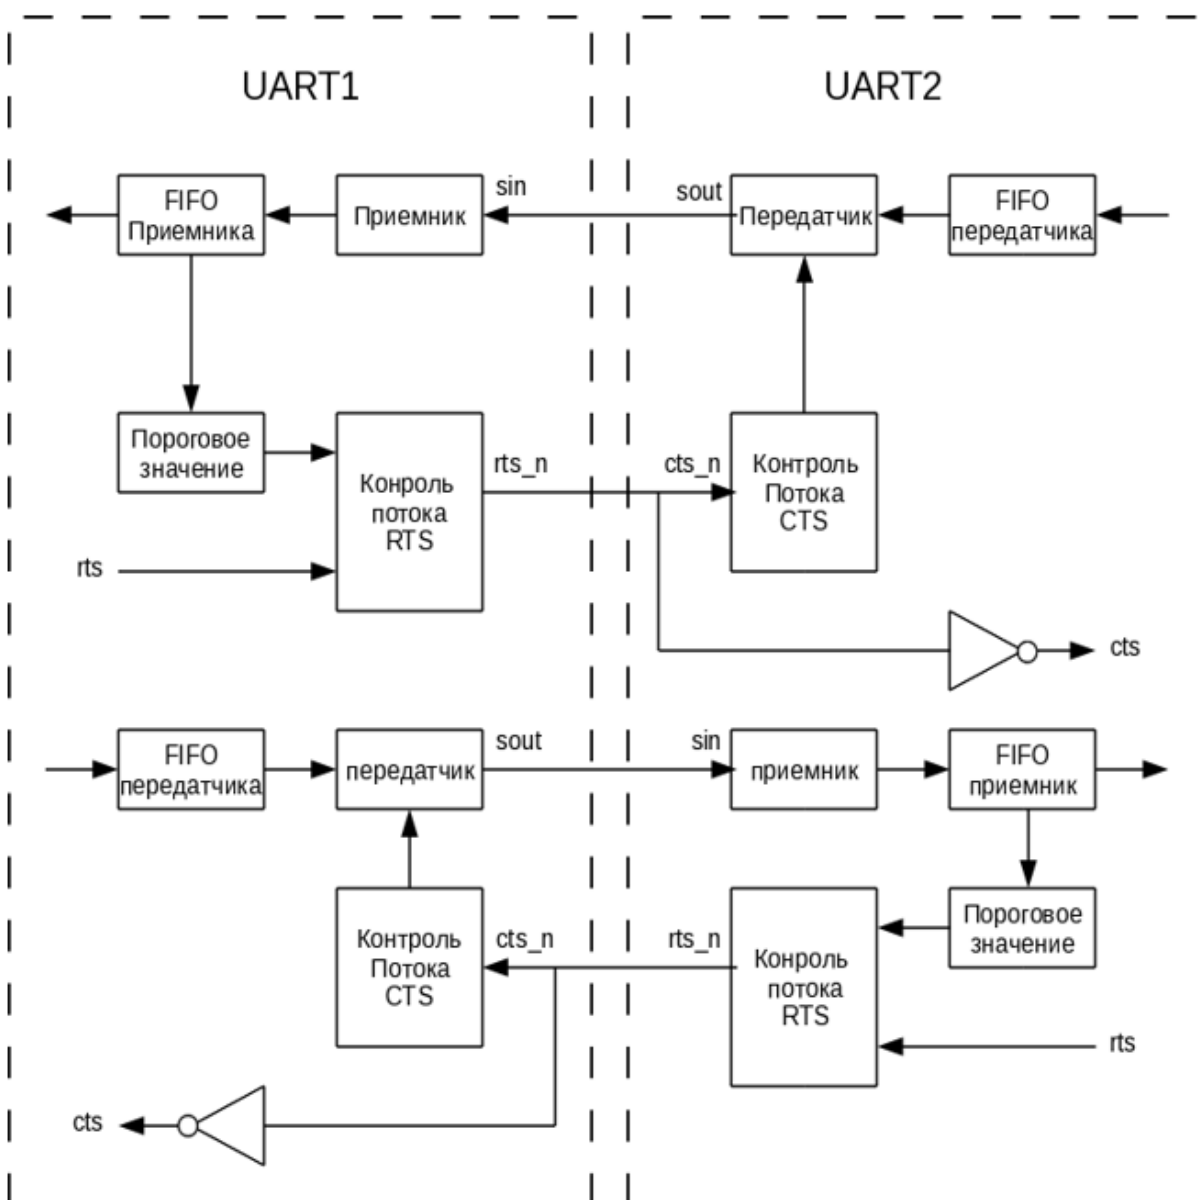 UART1
UART2
FIFO
Приемника
Приемник
sin
sout
Передатчик
FIFO
передатчика
Пороговое
значение
Конроль
потока
RTS
rts_n
cts_n
Контроль
Потока
CTS
rts
cts
FIFO
передатчика
передатчик
sout
sin
приемник
FIFO
приемник
Контроль
Потока
CTS
cts_n
rts_n
Конроль
потока
RTS
Пороговое
значение
rts
cts